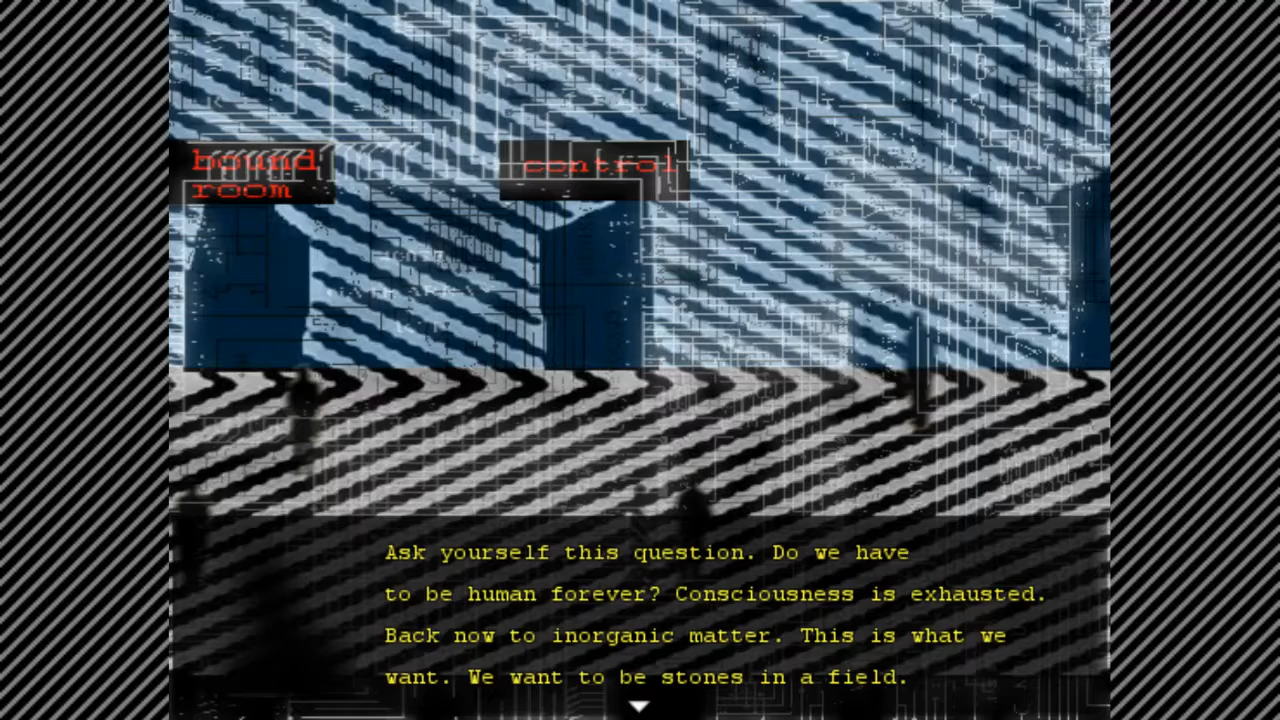 bound
room
control
Ask yourself this question. Do we have
to be human forever? Consciousness is exhausted.
Back now to inorganic matter. This is what we
want. We want to be stones in a field.